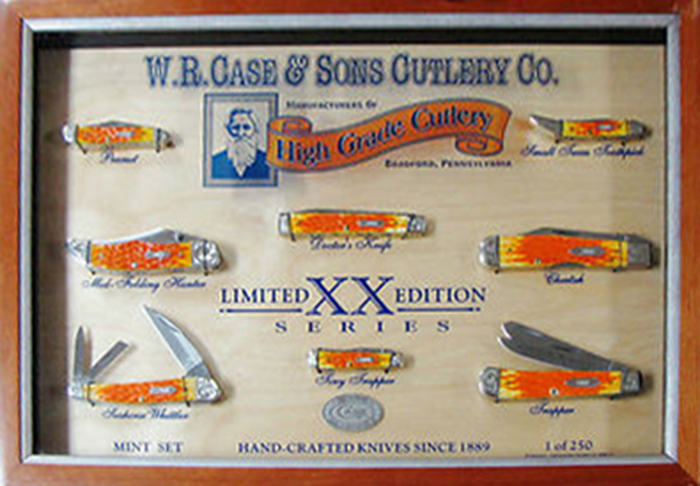 W.R. CASE & SONS CUTLERY CO.
MANUFACTURERS OF
High Grade Cutlery
BRADFORD, PENNSYLVANIA
Peanut
Small Texas Toothpick
Doctor's Knife
Mid-Folding Hunter
Cheetah
LIMITED XX EDITION
SERIES
Tiny Trapper
Seahorse Whittler
Trapper
Case
MINT SET
HAND-CRAFTED KNIVES SINCE 1889
1 of 250